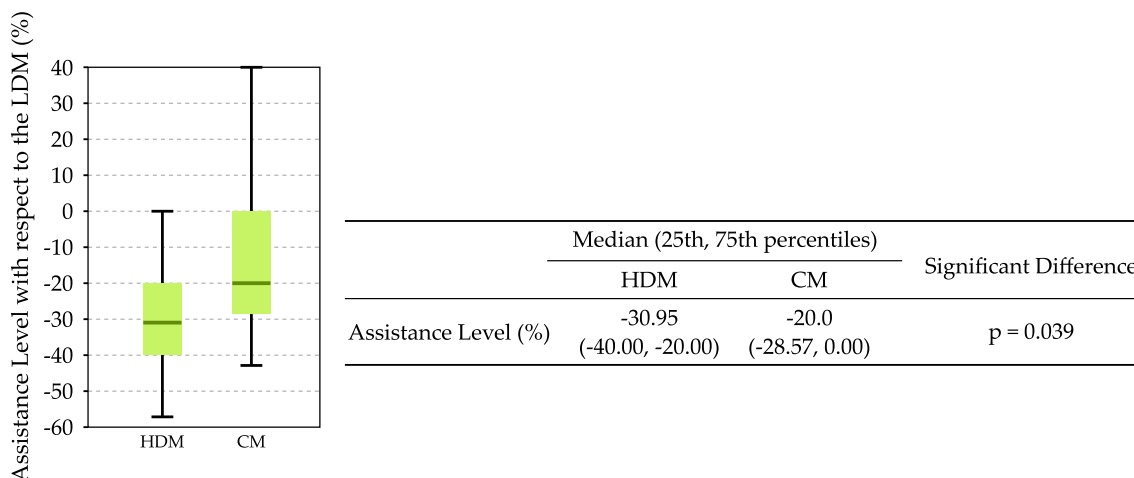 Assistance Level with respect to the LDM (%)
40
30
20
10
0
-10
-20
-30
-40
-50
-60
HDM CM
Median (25th, 75th percentiles)
Significant Difference
HDM CM
Assistance Level (%)
-30.95 -20.0
(-40.00, -20.00) (-28.57, 0.00)
p = 0.039